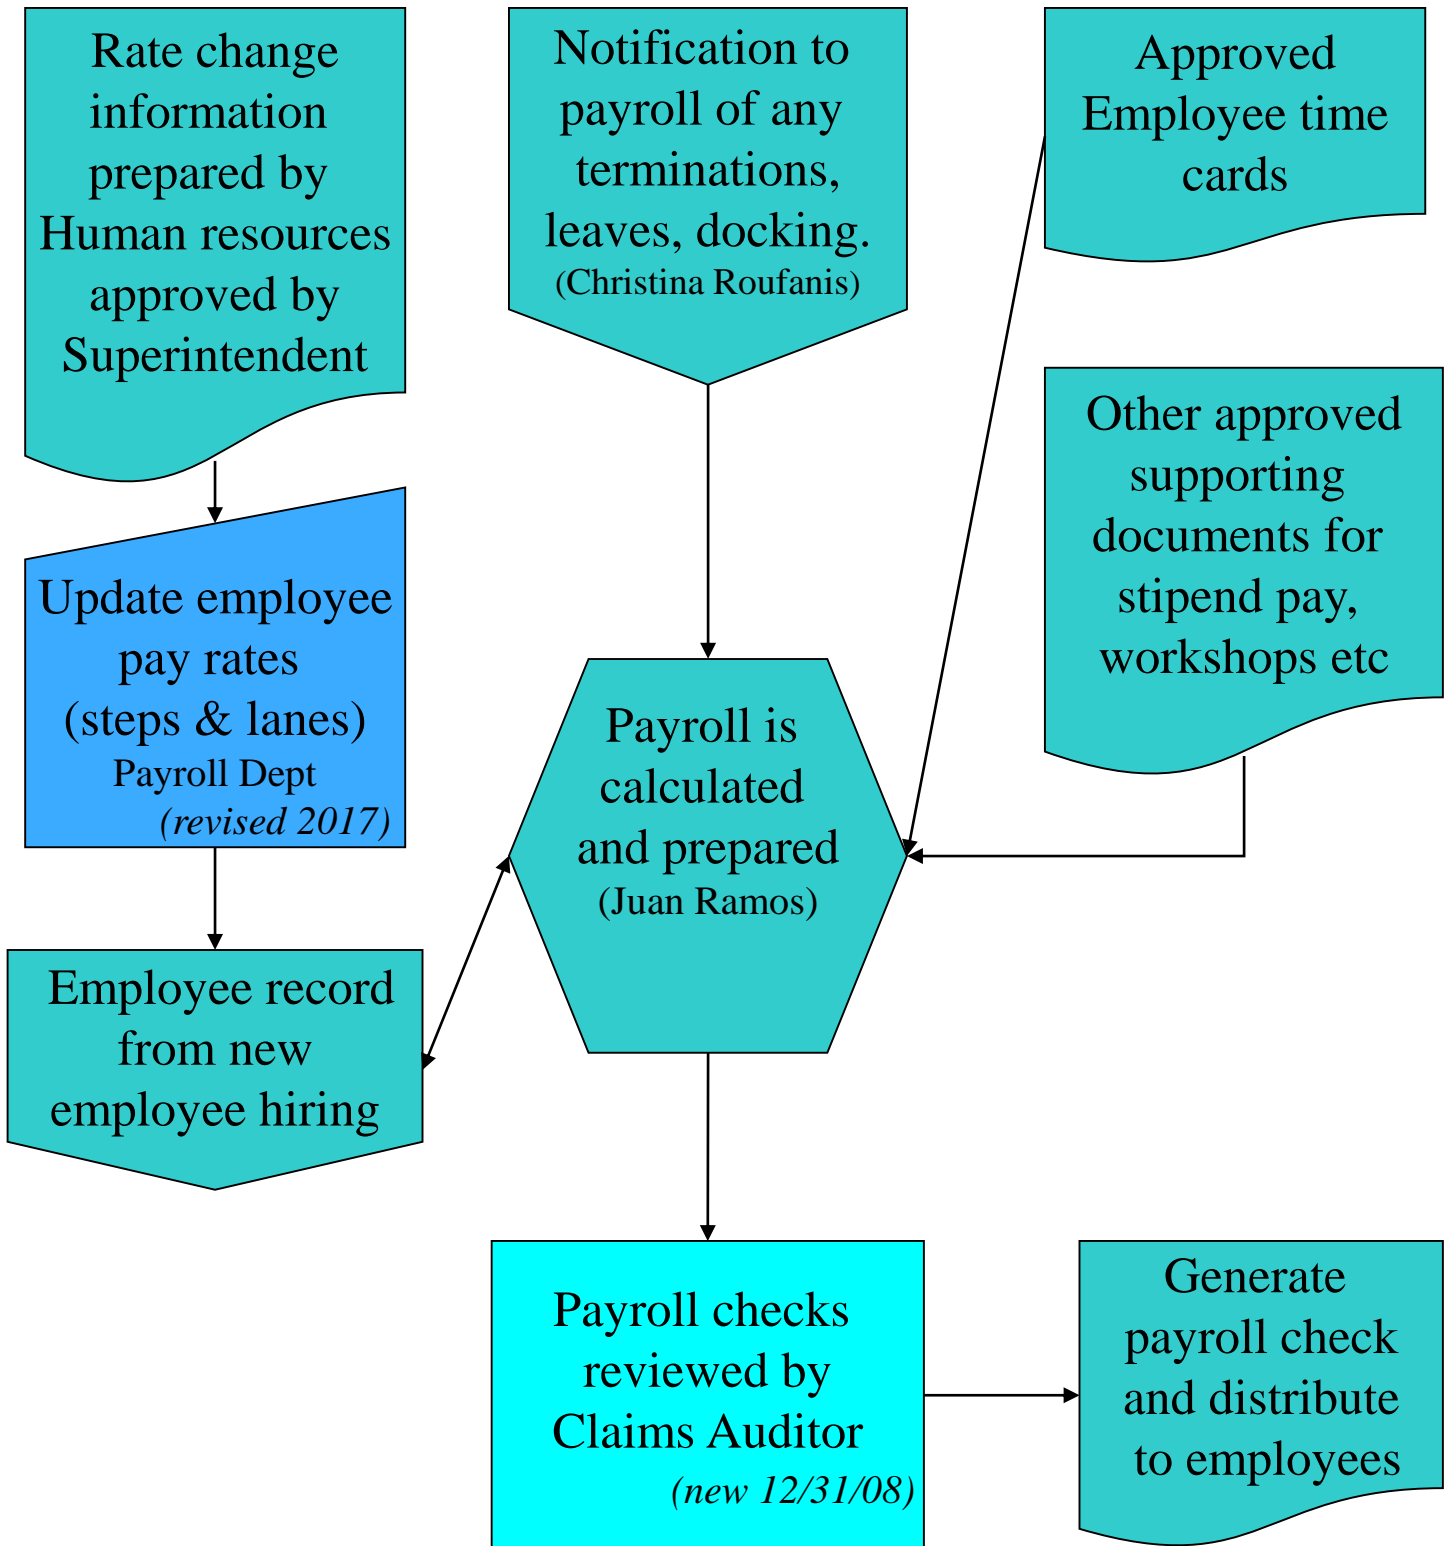 Rate change
information
prepared by
Human resources
approved by
Superintendent
Notification to
payroll of any
terminations,
leaves, docking.
(Christina Roufanis)
Approved
Employee time
cards
Other approved
supporting
documents for
stipend pay,
workshops etc
Update employee
pay rates
(steps & lanes)
Payroll Dept
(revised 2017)
Payroll is
calculated
and prepared
(Juan Ramos)
Employee record
from new
employee hiring
Payroll checks
reviewed by
Claims Auditor
(new 12/31/08)
Generate
payroll check
and distribute
to employees